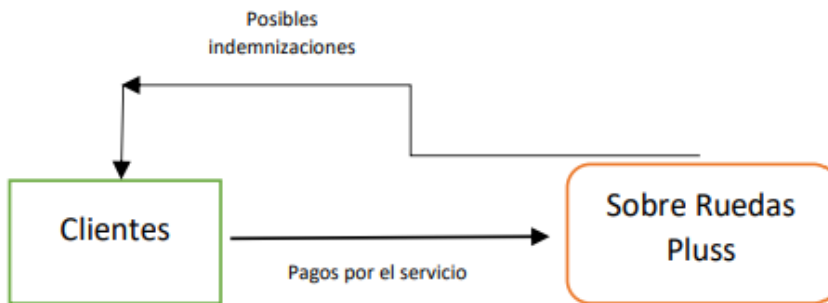 Posibles
indemnizaciones
Clientes
Sobre Ruedas
Pluss
Pagos por el servicio